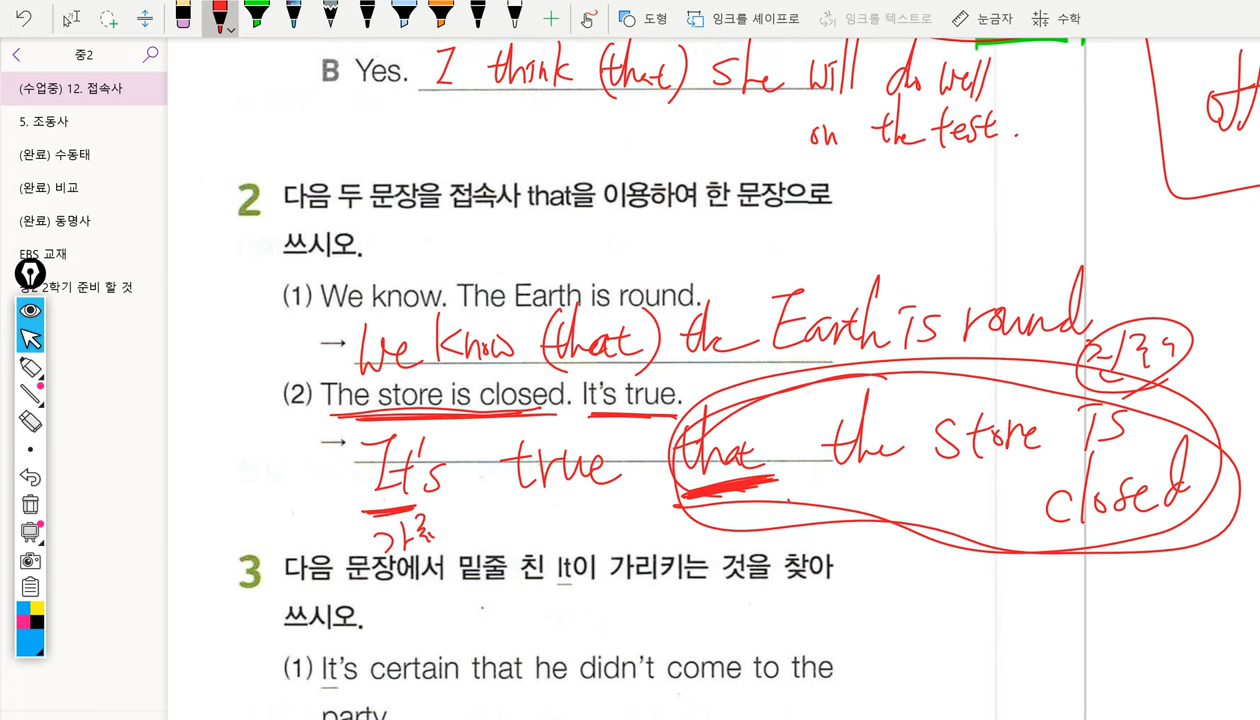 도형
잉크를 셰이프로
잉크를 텍스트로
눈금자
수학
중2
(수업중) 12. 접속사
5. 조동사
(완료) 수동태
(완료) 비교
(완료) 동명사
EBS 교재
2학기 준비 할 것
B Yes. I think (that) she will do well
on the test.
2 다음 두 문장을 접속사 that을 이용하여 한 문장으로
쓰시오.
(1) We know. The Earth is round.
→ We know (that) the Earth is round
(2) The store is closed. It's true.
→ It's true that the store is
closed
3 다음 문장에서 밑줄 친 It이 가리키는 것을 찾아
쓰시오.
(1) It's certain that he didn't come to the
party.